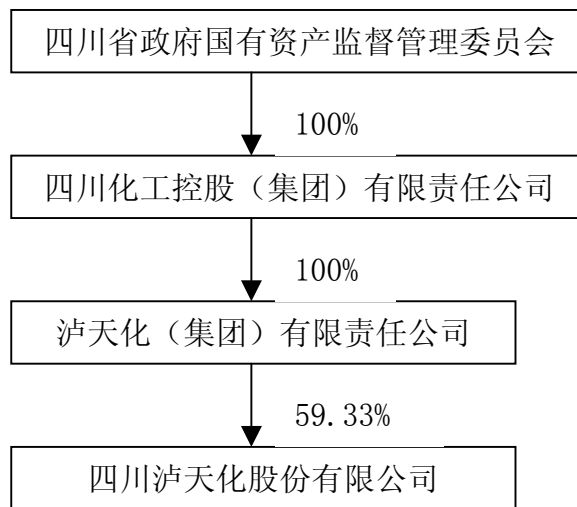 四川省政府国有资产监督管理委员会
100%
四川化工控股（集团）有限责任公司
100%
泸天化（集团）有限责任公司
59.33%
四川泸天化股份有限公司